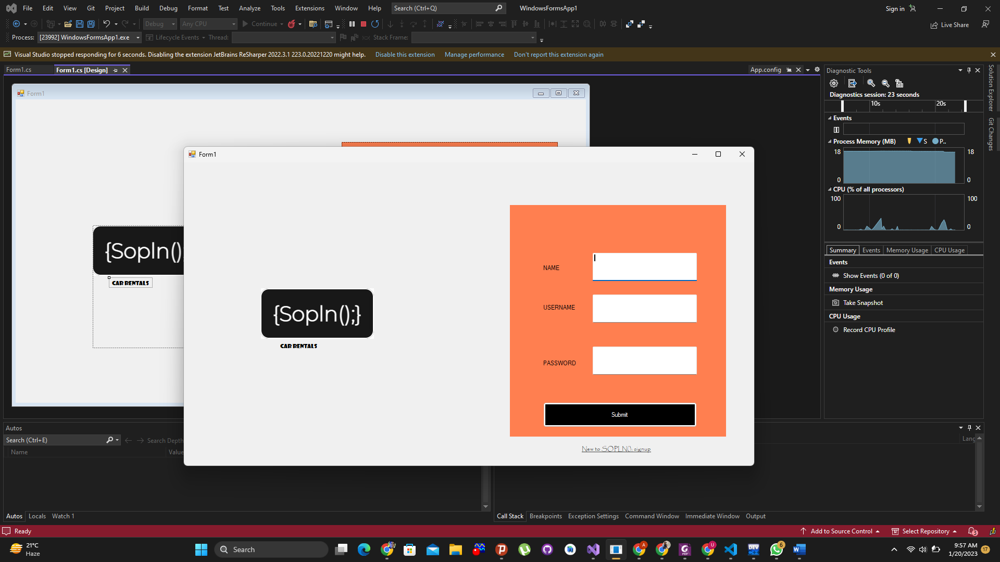 File Edit View Git Project Build Debug Format Test Analyze Tools Extensions Window Help Search (Ctrl+Q) WindowsFormsApp1 Sign in
Debug Any CPU Continue Live Share
Process: [23992] WindowsFormsApp1.exe Lifecycle Events Thread: Stack Frame:
Visual Studio stopped responding for 6 seconds. Disabling the extension JetBrains ReSharper 2022.3.1 223.0.20221220 might help. Disable this extension Manage performance Don't report this extension again
Form1.cs Form1.cs [Design] App.config
Form1
{Sopln();
CAR RENTALS
Form1
{Sopln();}
CAR RENTALS
NAME
USERNAME
PASSWORD
Submit
New to SOPLN(); signup
Diagnostic Tools
Diagnostics session: 23 seconds
10s 20s
Events
Process Memory (MB) S P..
18 18
0 0
CPU (% of all processors)
100 100
0 0
Summary Events Memory Usage CPU Usage
Events
Show Events (0 of 0)
Memory Usage
Take Snapshot
CPU Usage
Record CPU Profile
Solution Explorer
Git Changes
Autos
Search (Ctrl+E) Search Depth
Name Value
Lang
Autos Locals Watch 1
Call Stack Breakpoints Exception Settings Command Window Immediate Window Output
Ready Add to Source Control Select Repository 3
21°C
Haze
Search
A
U
DEV
6
9:57 AM
1/20/2023
17